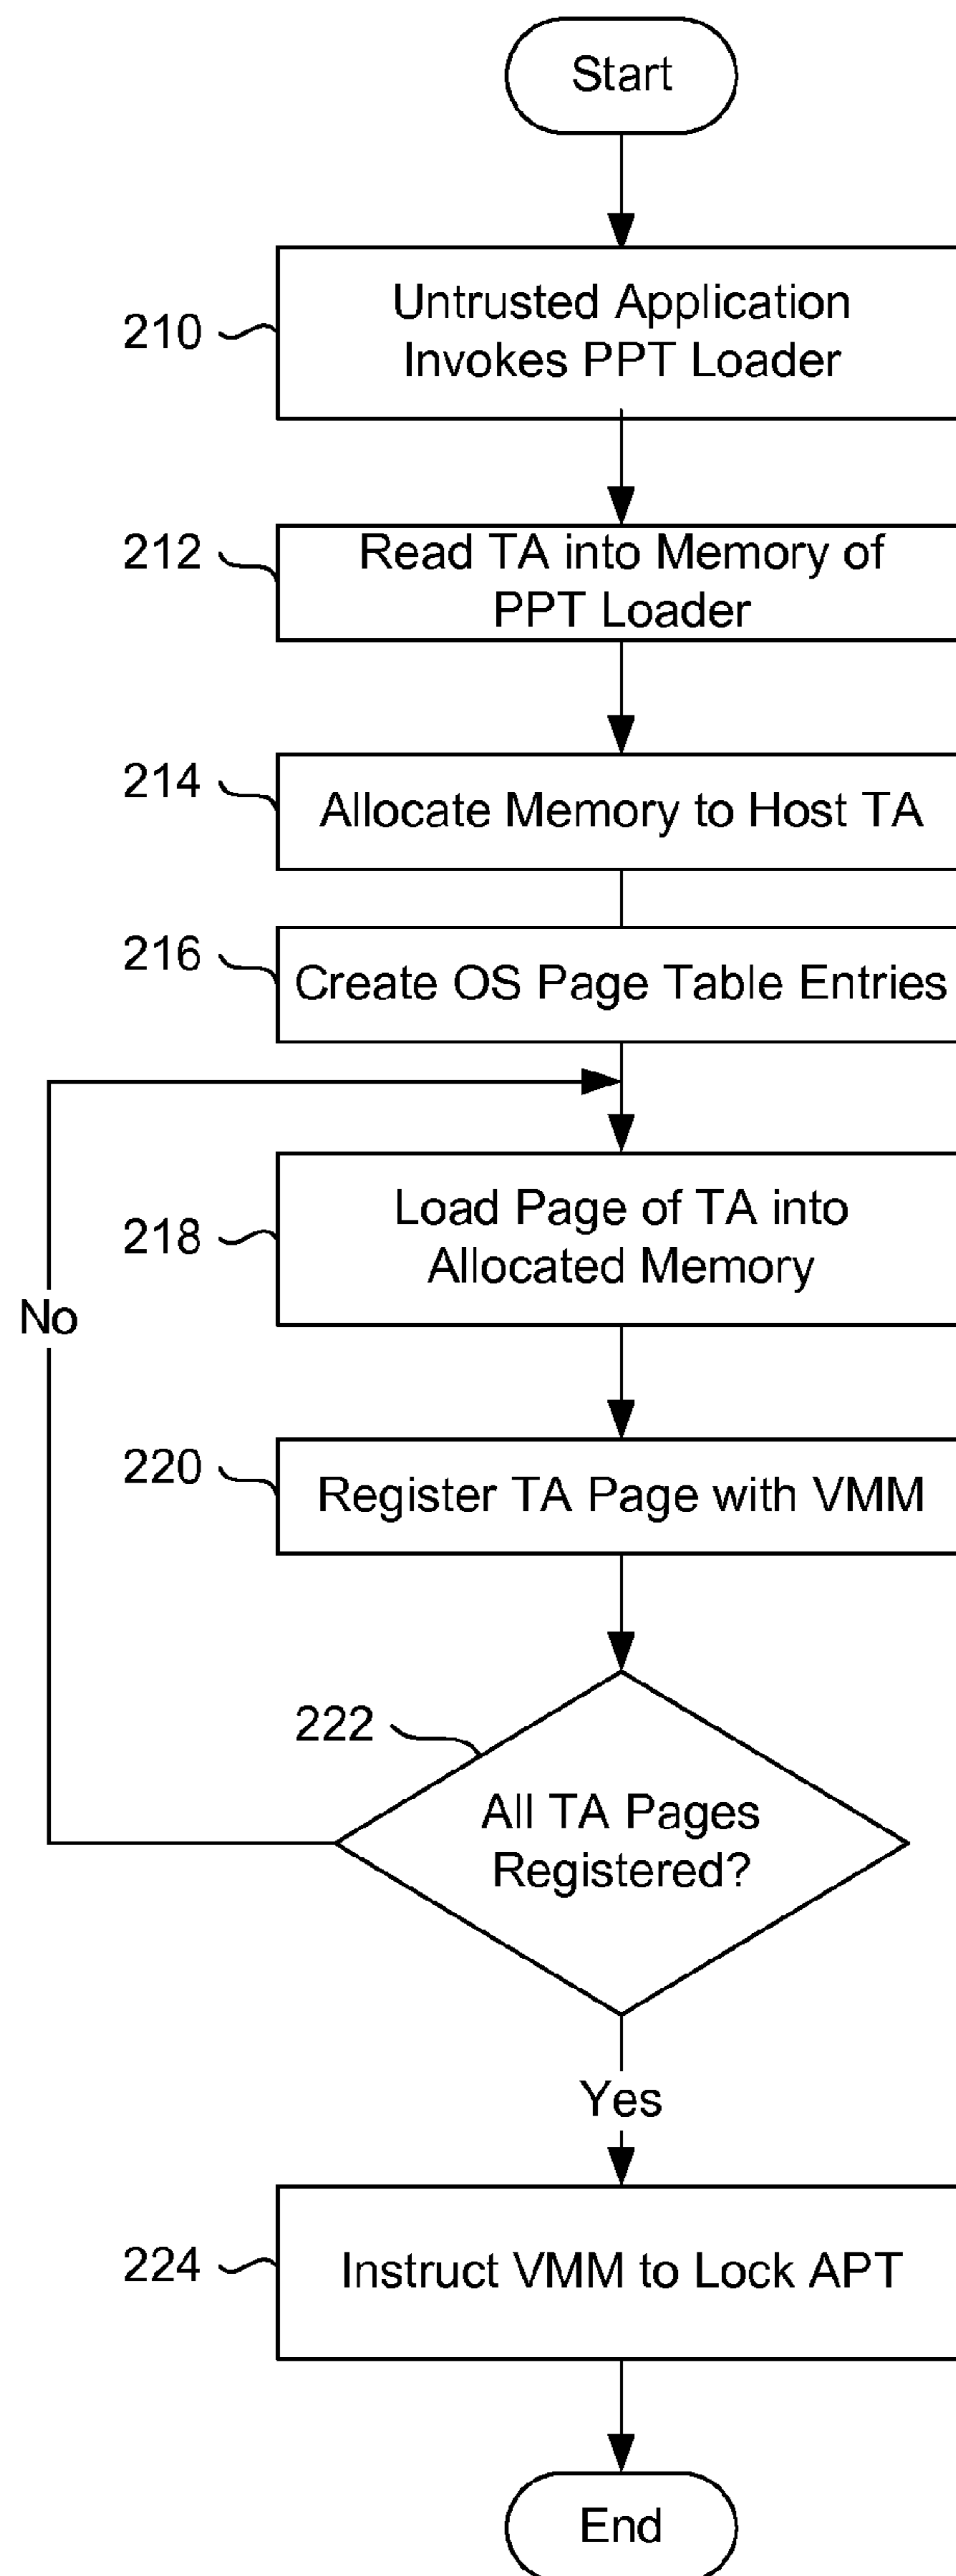 Start
210
Untrusted Application
Invokes PPT Loader
212
Read TA into Memory of
PPT Loader
214
Allocate Memory to Host TA
216
Create OS Page Table Entries
218
Load Page of TA into
Allocated Memory
No
220
Register TA Page with VMM
222
All TA Pages
Registered?
Yes
224
Instruct VMM to Lock APT
End